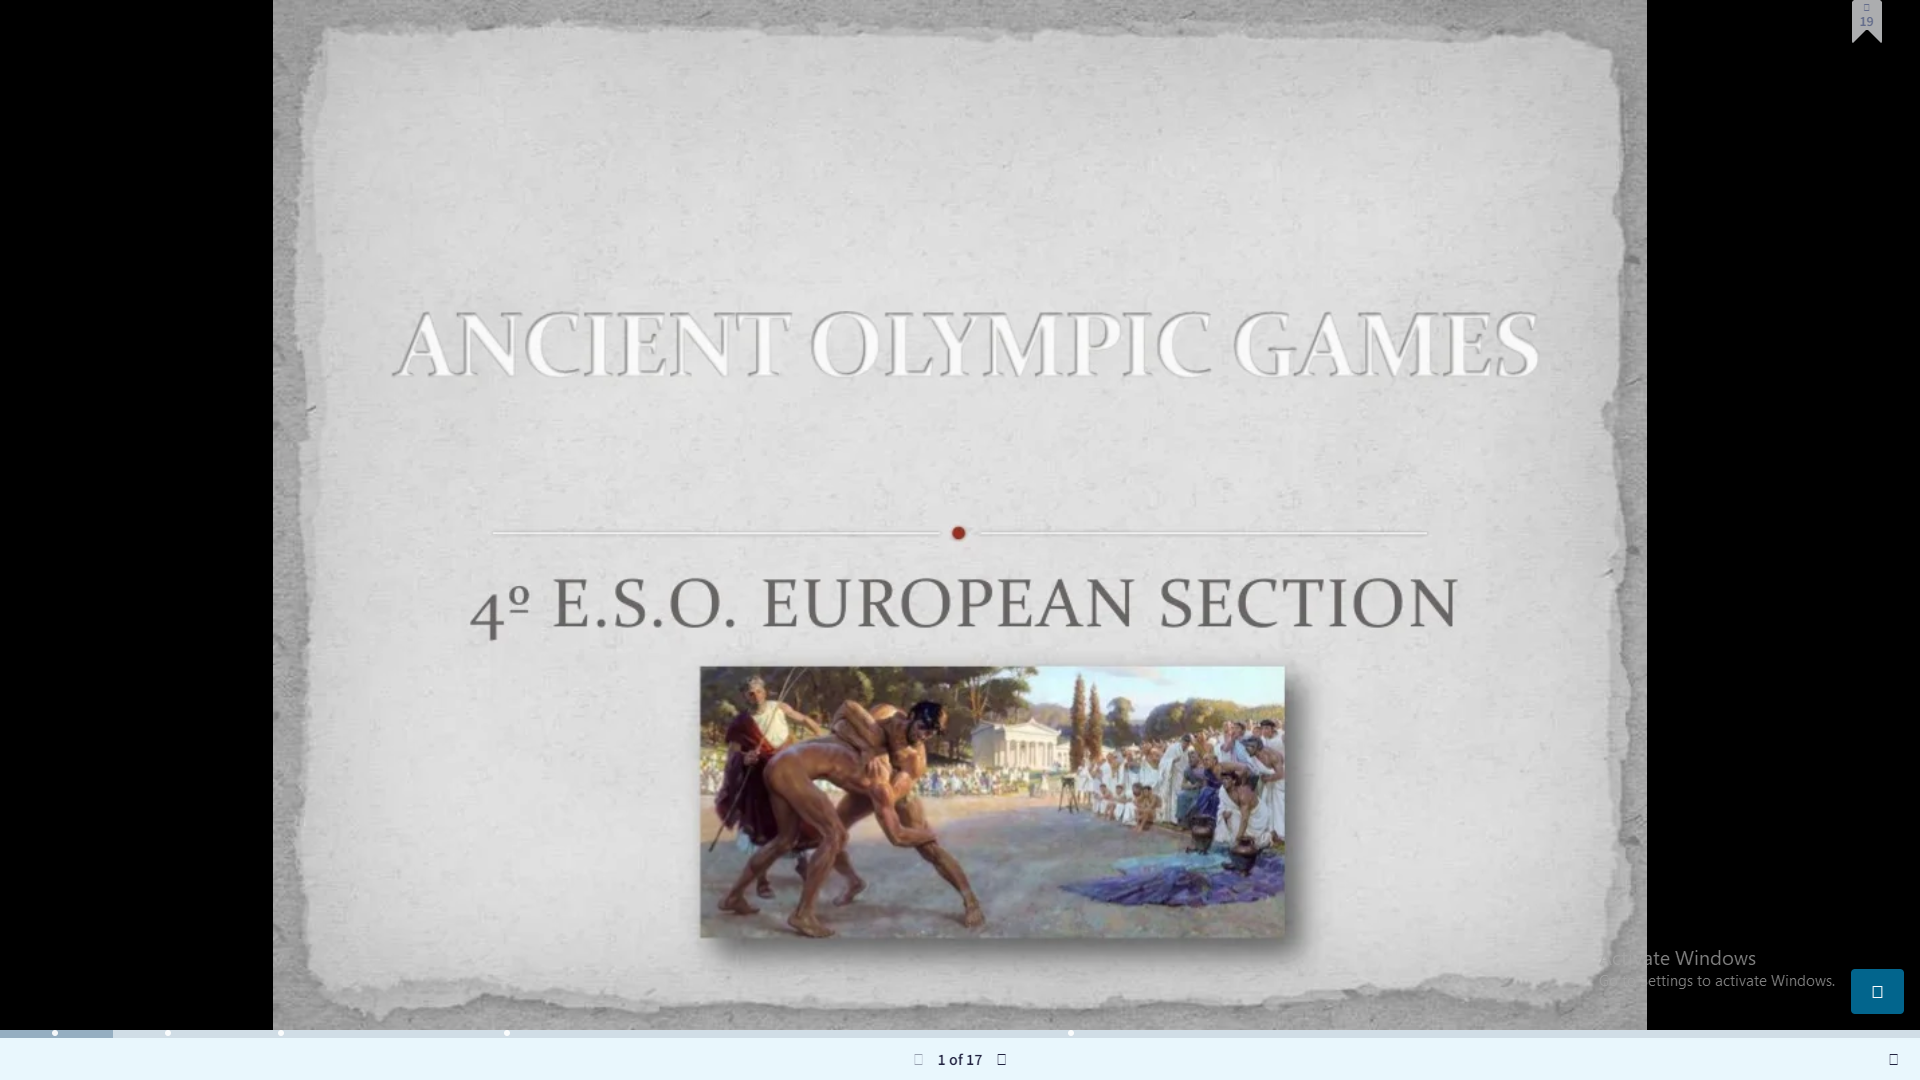 19
ANCIENT OLYMPIC GAMES
4º E.S.O. EUROPEAN SECTION
ate Windows
ettings to activate Windows.
1 of 17